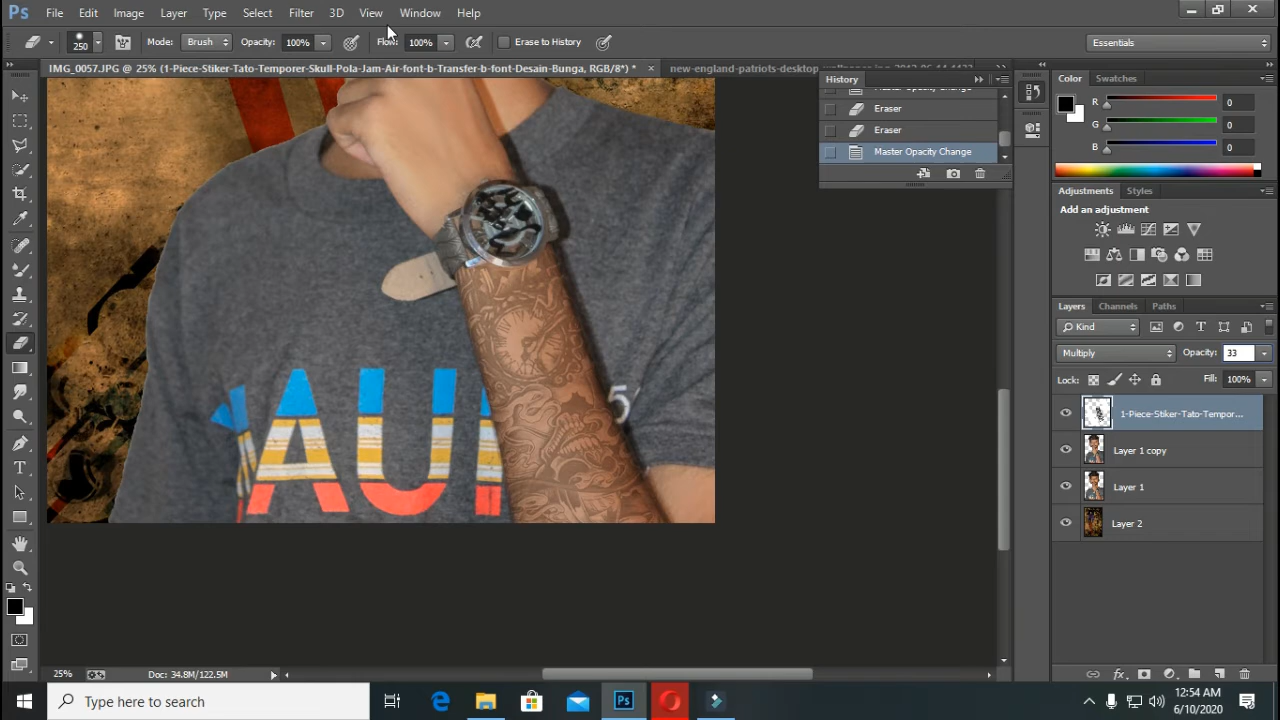 Ps File Edit Image Layer Type Select Filter 3D View Window Help
250 Mode: Brush Opacity: 100% Flow: 100% Erase to History Essentials
IMG_0057.JPG @ 25% (1-Piece-Stiker-Tato-Temporer-Skull-Pola-Jam-Air-font-b-Transfer-b-font-Desain-Bunga, RGB/8*) * ×
History
Color Swatches
Master Opacity Change
Eraser
Eraser
Master Opacity Change
R 0
G 0
B 0
Adjustments Styles
Add an adjustment
Layers Channels Paths
Kind
Multiply Opacity: 33
Lock: Fill: 100%
1-Piece-Stiker-Tato-Tempor...
Layer 1 copy
Layer 1
Layer 2
AU
5
25% Doc: 34.8M/122.5M
Type here to search
12:54 AM
6/10/2020